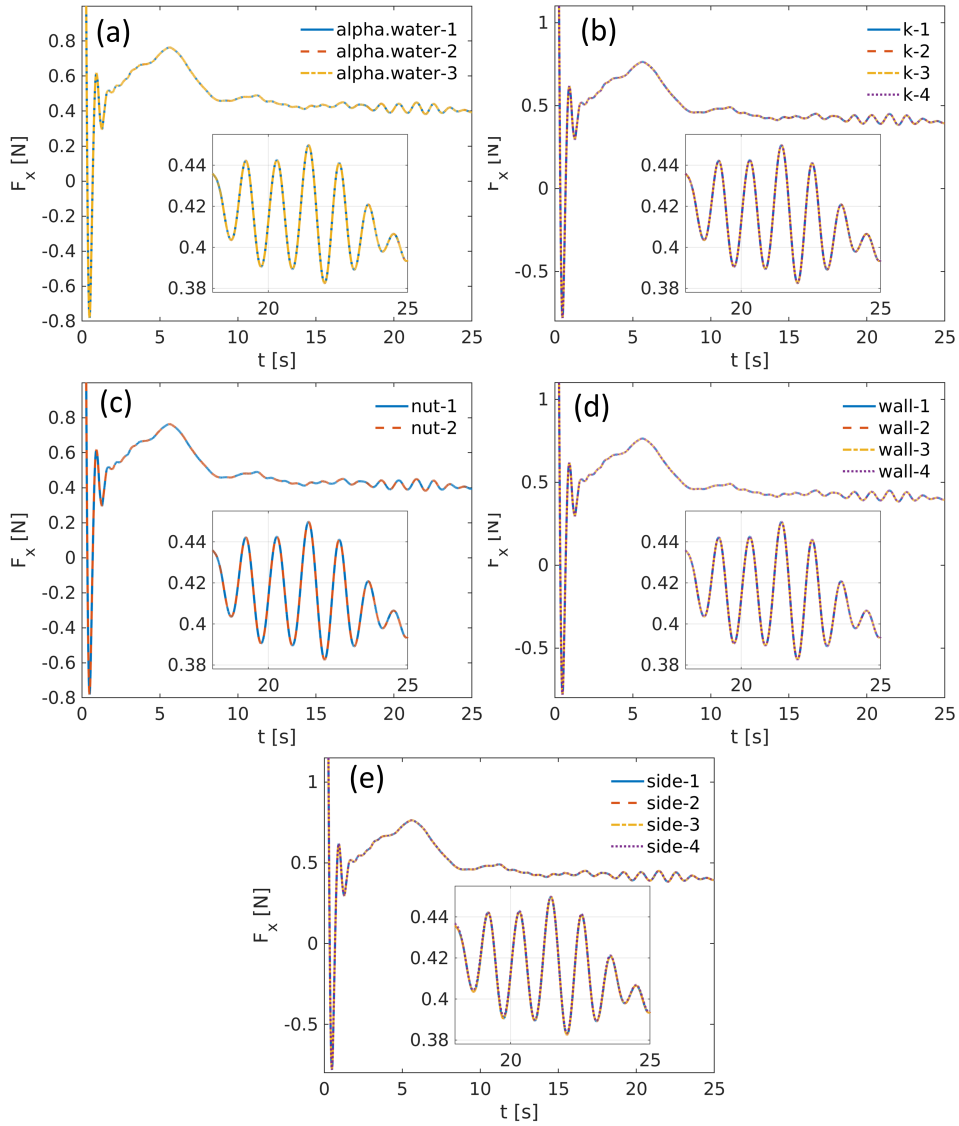 (a)
alpha.water-1
alpha.water-2
alpha.water-3
0.8
0.6
0.4
0.2
0
-0.2
-0.4
-0.6
-0.8
F_x [N]
0.44
0.42
0.4
0.38
20
25
0
5
10
15
20
25
t [s]
(b)
k-1
k-2
k-3
k-4
1
0.5
0
-0.5
F_x [N]
0.44
0.42
0.4
0.38
20
25
0
5
10
15
20
25
t [s]
(c)
nut-1
nut-2
0.8
0.6
0.4
0.2
0
-0.2
-0.4
-0.6
-0.8
F_x [N]
0.44
0.42
0.4
0.38
20
25
0
5
10
15
20
25
t [s]
(d)
wall-1
wall-2
wall-3
wall-4
1
0.5
0
-0.5
F_x [N]
0.44
0.42
0.4
0.38
20
25
0
5
10
15
20
25
t [s]
(e)
side-1
side-2
side-3
side-4
1
0.5
0
-0.5
F_x [N]
0.44
0.42
0.4
0.38
20
25
0
5
10
15
20
25
t [s]